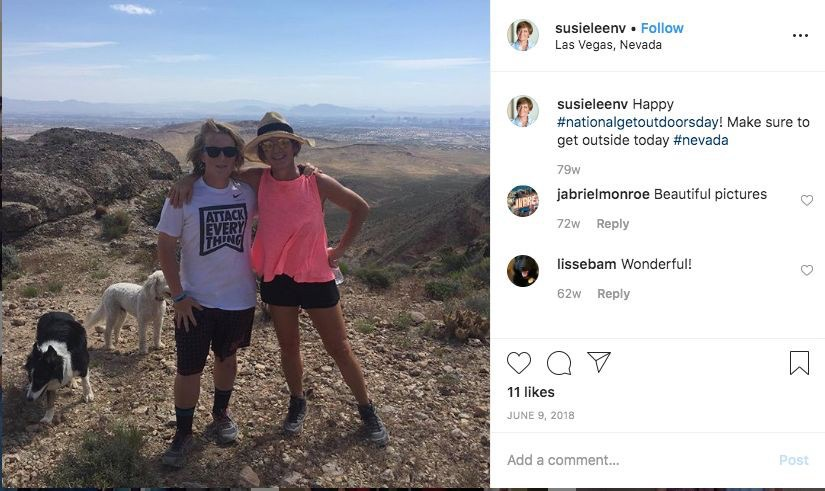 susieleenv • Follow
Las Vegas, Nevada
susieleenv Happy
#nationalgetoutdoorsday! Make sure to
get outside today #nevada
79w
jabrielmonroe Beautiful pictures
72w Reply
lissebam Wonderful!
62w Reply
11 likes
JUNE 9, 2018
Add a comment...
Post
ATTACK
EVERY
THING